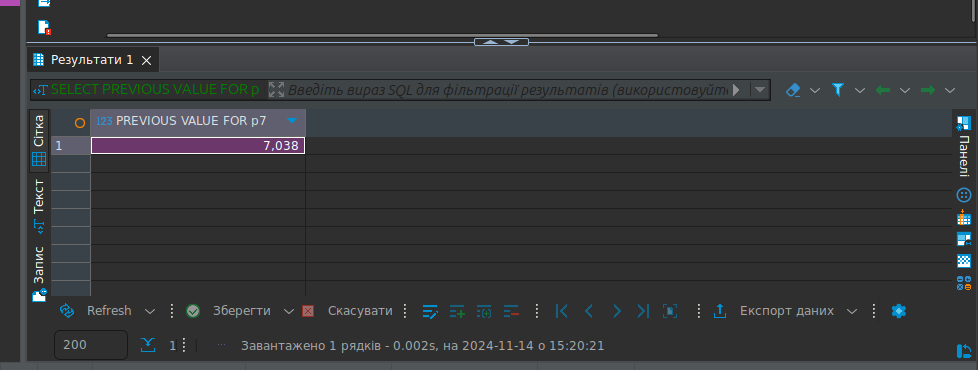 Результати 1
SELECT PREVIOUS VALUE FOR p
Введіть вираз SQL для фільтрації результатів (використовуйте
Сітка
Текст
Запис
123 PREVIOUS VALUE FOR p7
1
7,038
Панелі
Refresh
Зберегти
Скасувати
Експорт даних
200
1
Завантажено 1 рядків - 0.002s, на 2024-11-14 о 15:20:21